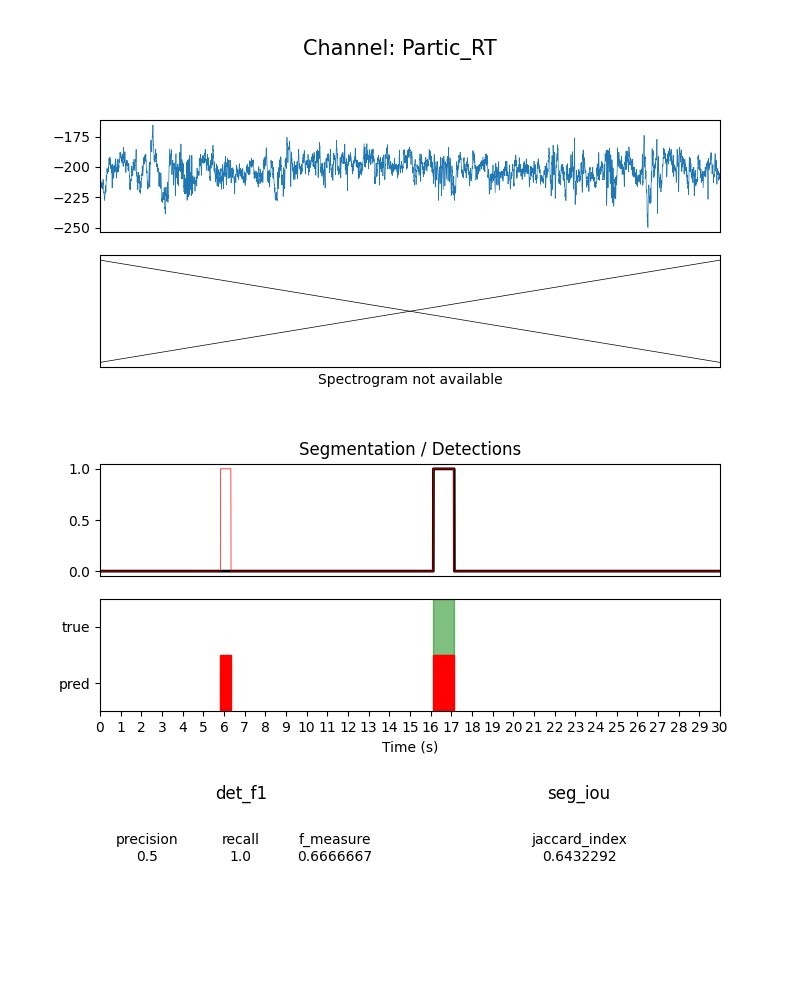 Channel: Partic_RT
−175
−200
−225
−250
Spectrogram not available
Segmentation / Detections
1.0
0.5
0.0
true
pred
0 1 2 3 4 5 6 7 8 9 10 11 12 13 14 15 16 17 18 19 20 21 22 23 24 25 26 27 28 29 30
Time (s)
det_f1 seg_iou
precision recall f_measure jaccard_index
0.5 1.0 0.6666667 0.6432292